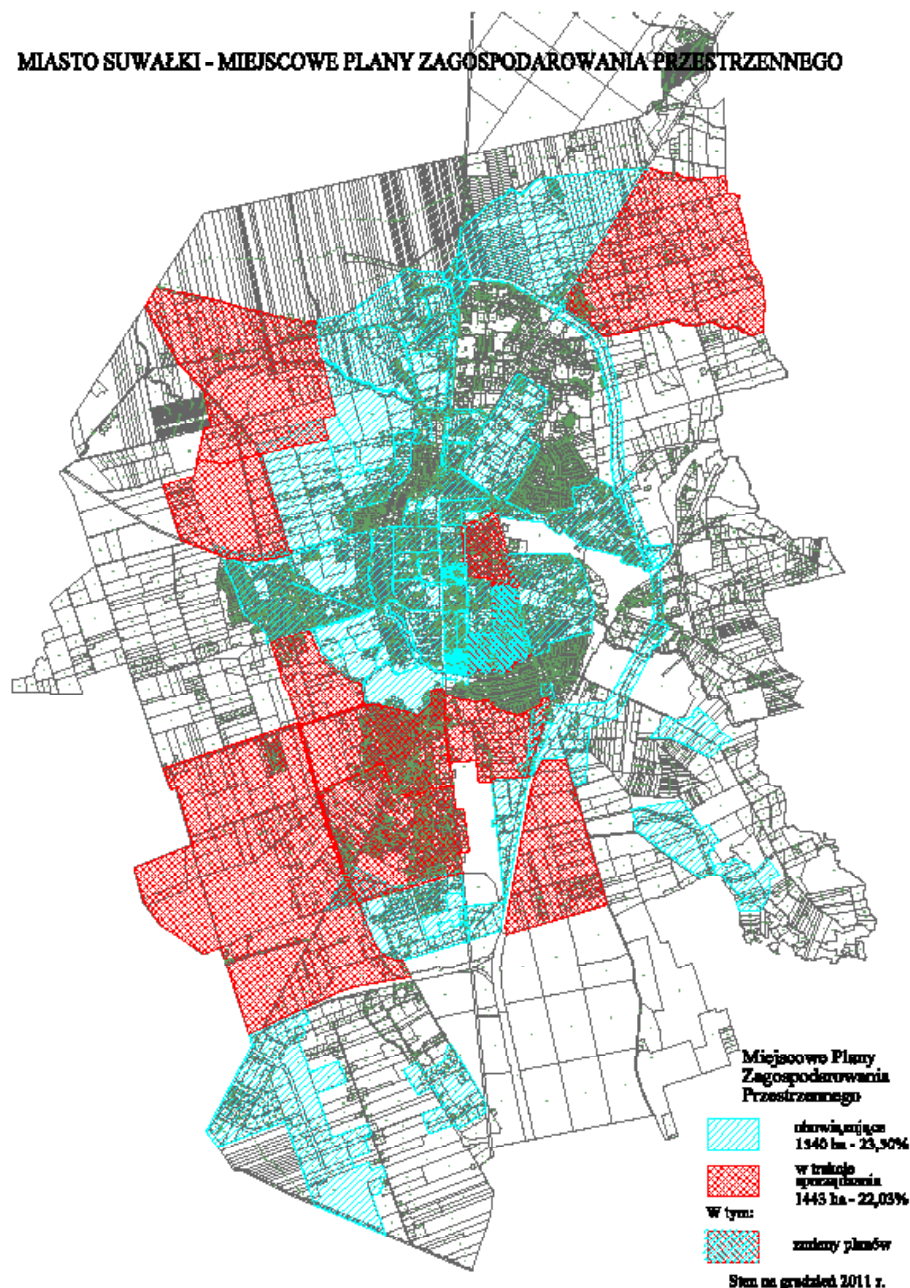 MIASTO SUWAŁKI - MIEJSCOWE PLANY ZAGOSPODAROWANIA PRZESTRZENNEGO
Miejscowe Plany
Zagospodarowania
Przestrzennego
obowiązujące
1540 ha - 23,50%
w trakcie
sporządzania
1443 ha - 22,03%
W tym:
zmiany planów
Stan na grudzień 2011 r.